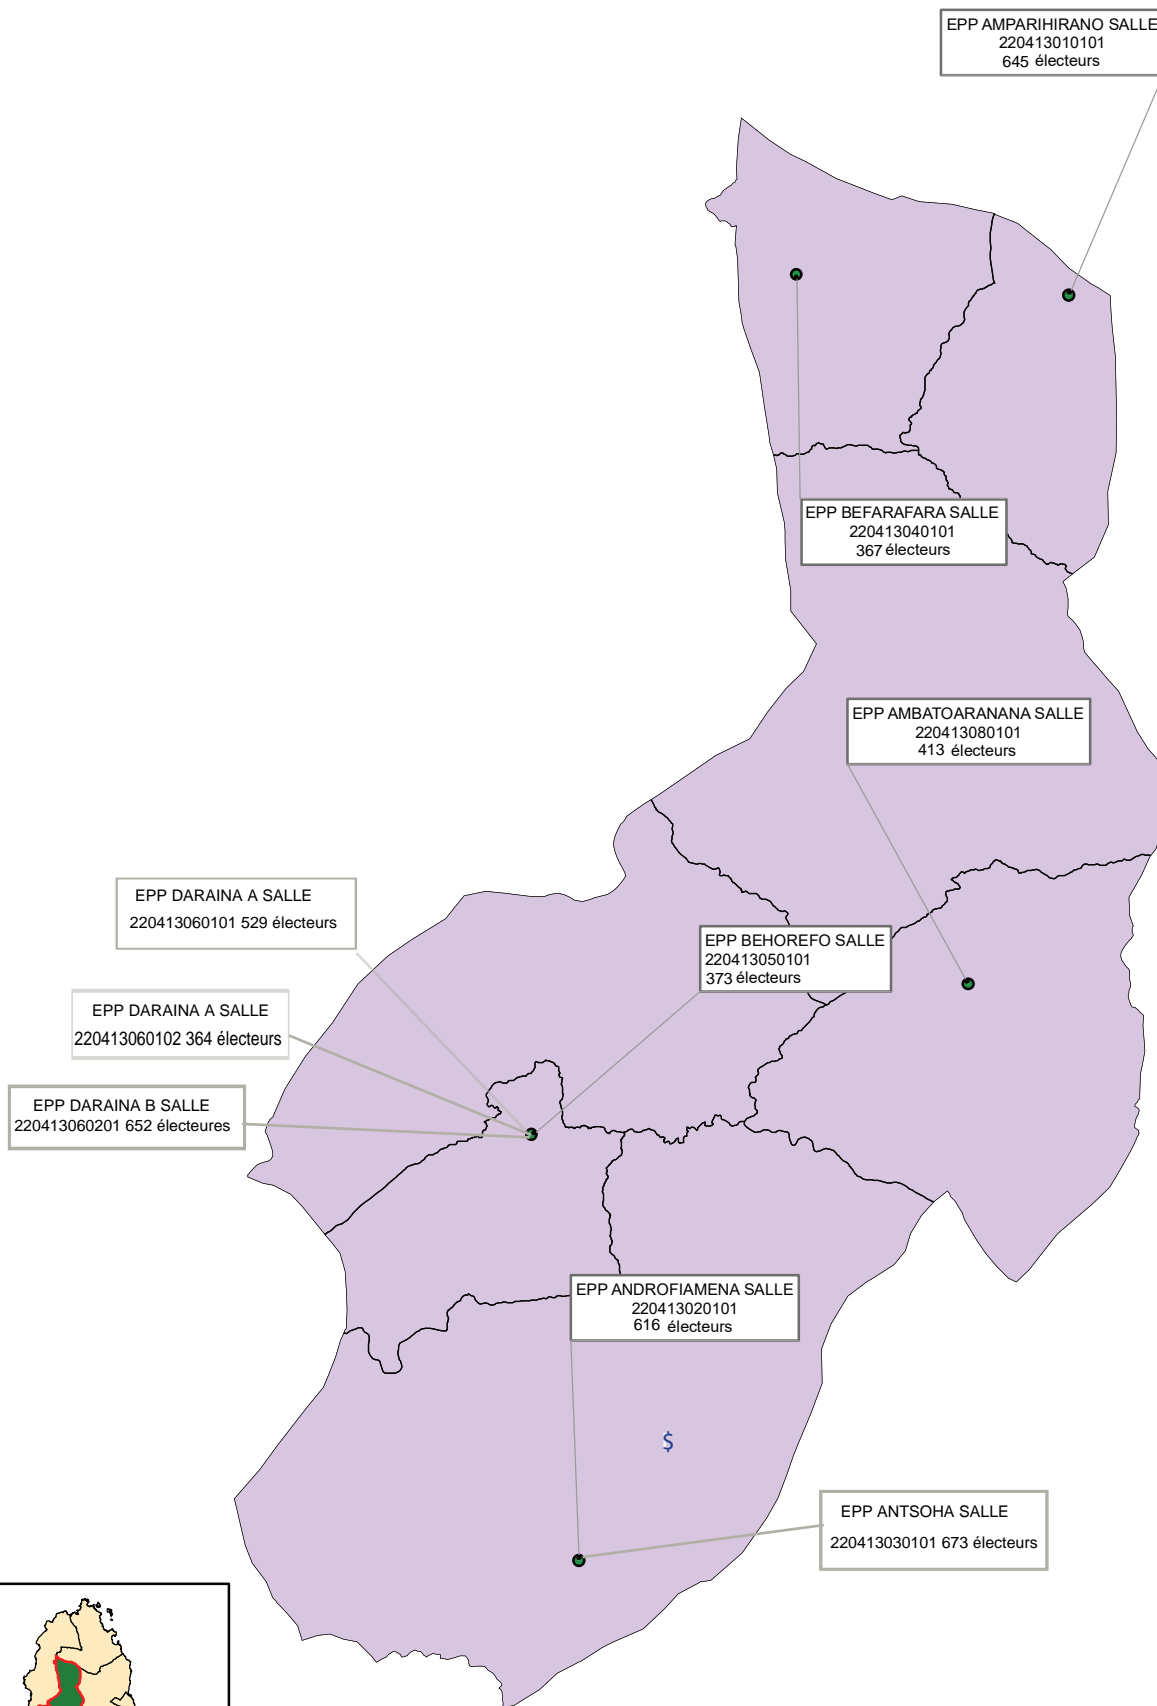 EPP AMPARIHIRANO SALLE
220413010101
645 électeurs
EPP BEFARAFARA SALLE
220413040101
367 électeurs
EPP AMBATOARANANA SALLE
220413080101
413 électeurs
EPP DARAINA A SALLE
220413060101 529 électeurs
EPP BEHOREFO SALLE
220413050101
373 électeurs
EPP DARAINA A SALLE
220413060102 364 électeurs
EPP DARAINA B SALLE
220413060201 652 électeures
EPP ANDROFIAMENA SALLE
220413020101
616 électeurs
$
EPP ANTSOHA SALLE
220413030101 673 électeurs